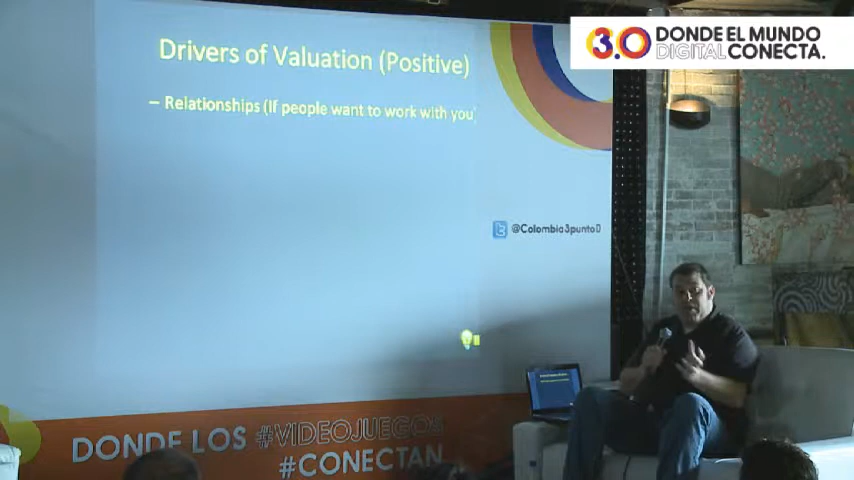 3.0 DONDE EL MUNDO
DIGITAL CONECTA.
Drivers of Valuation (Positive)
– Relationships (If people want to work with you)
@Colombia3punto0
DONDE LOS #VIDEOJUEGOS
#CONECTAN